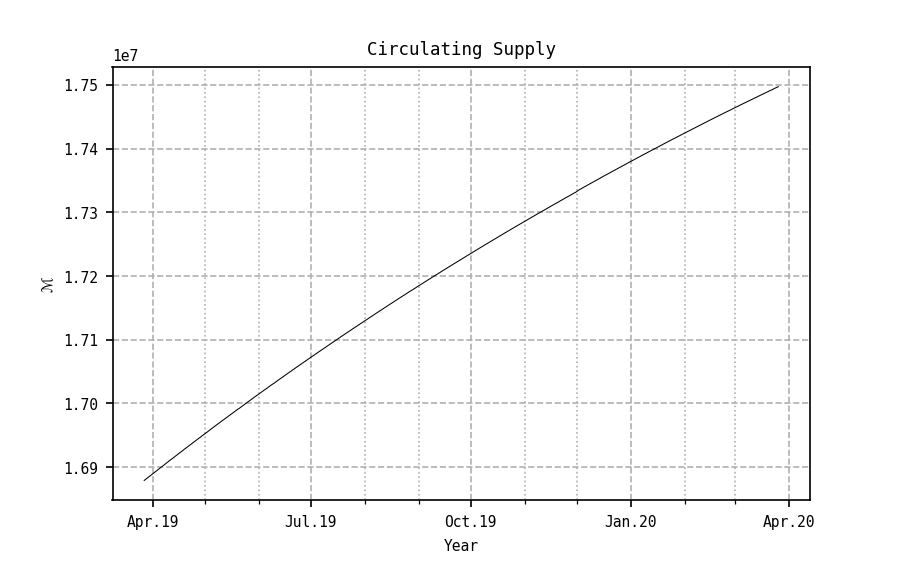 Circulating Supply
1e7
1.75
1.74
1.73
1.72
1.71
1.70
1.69
ℳ
Apr.19 Jul.19 Oct.19 Jan.20 Apr.20
Year